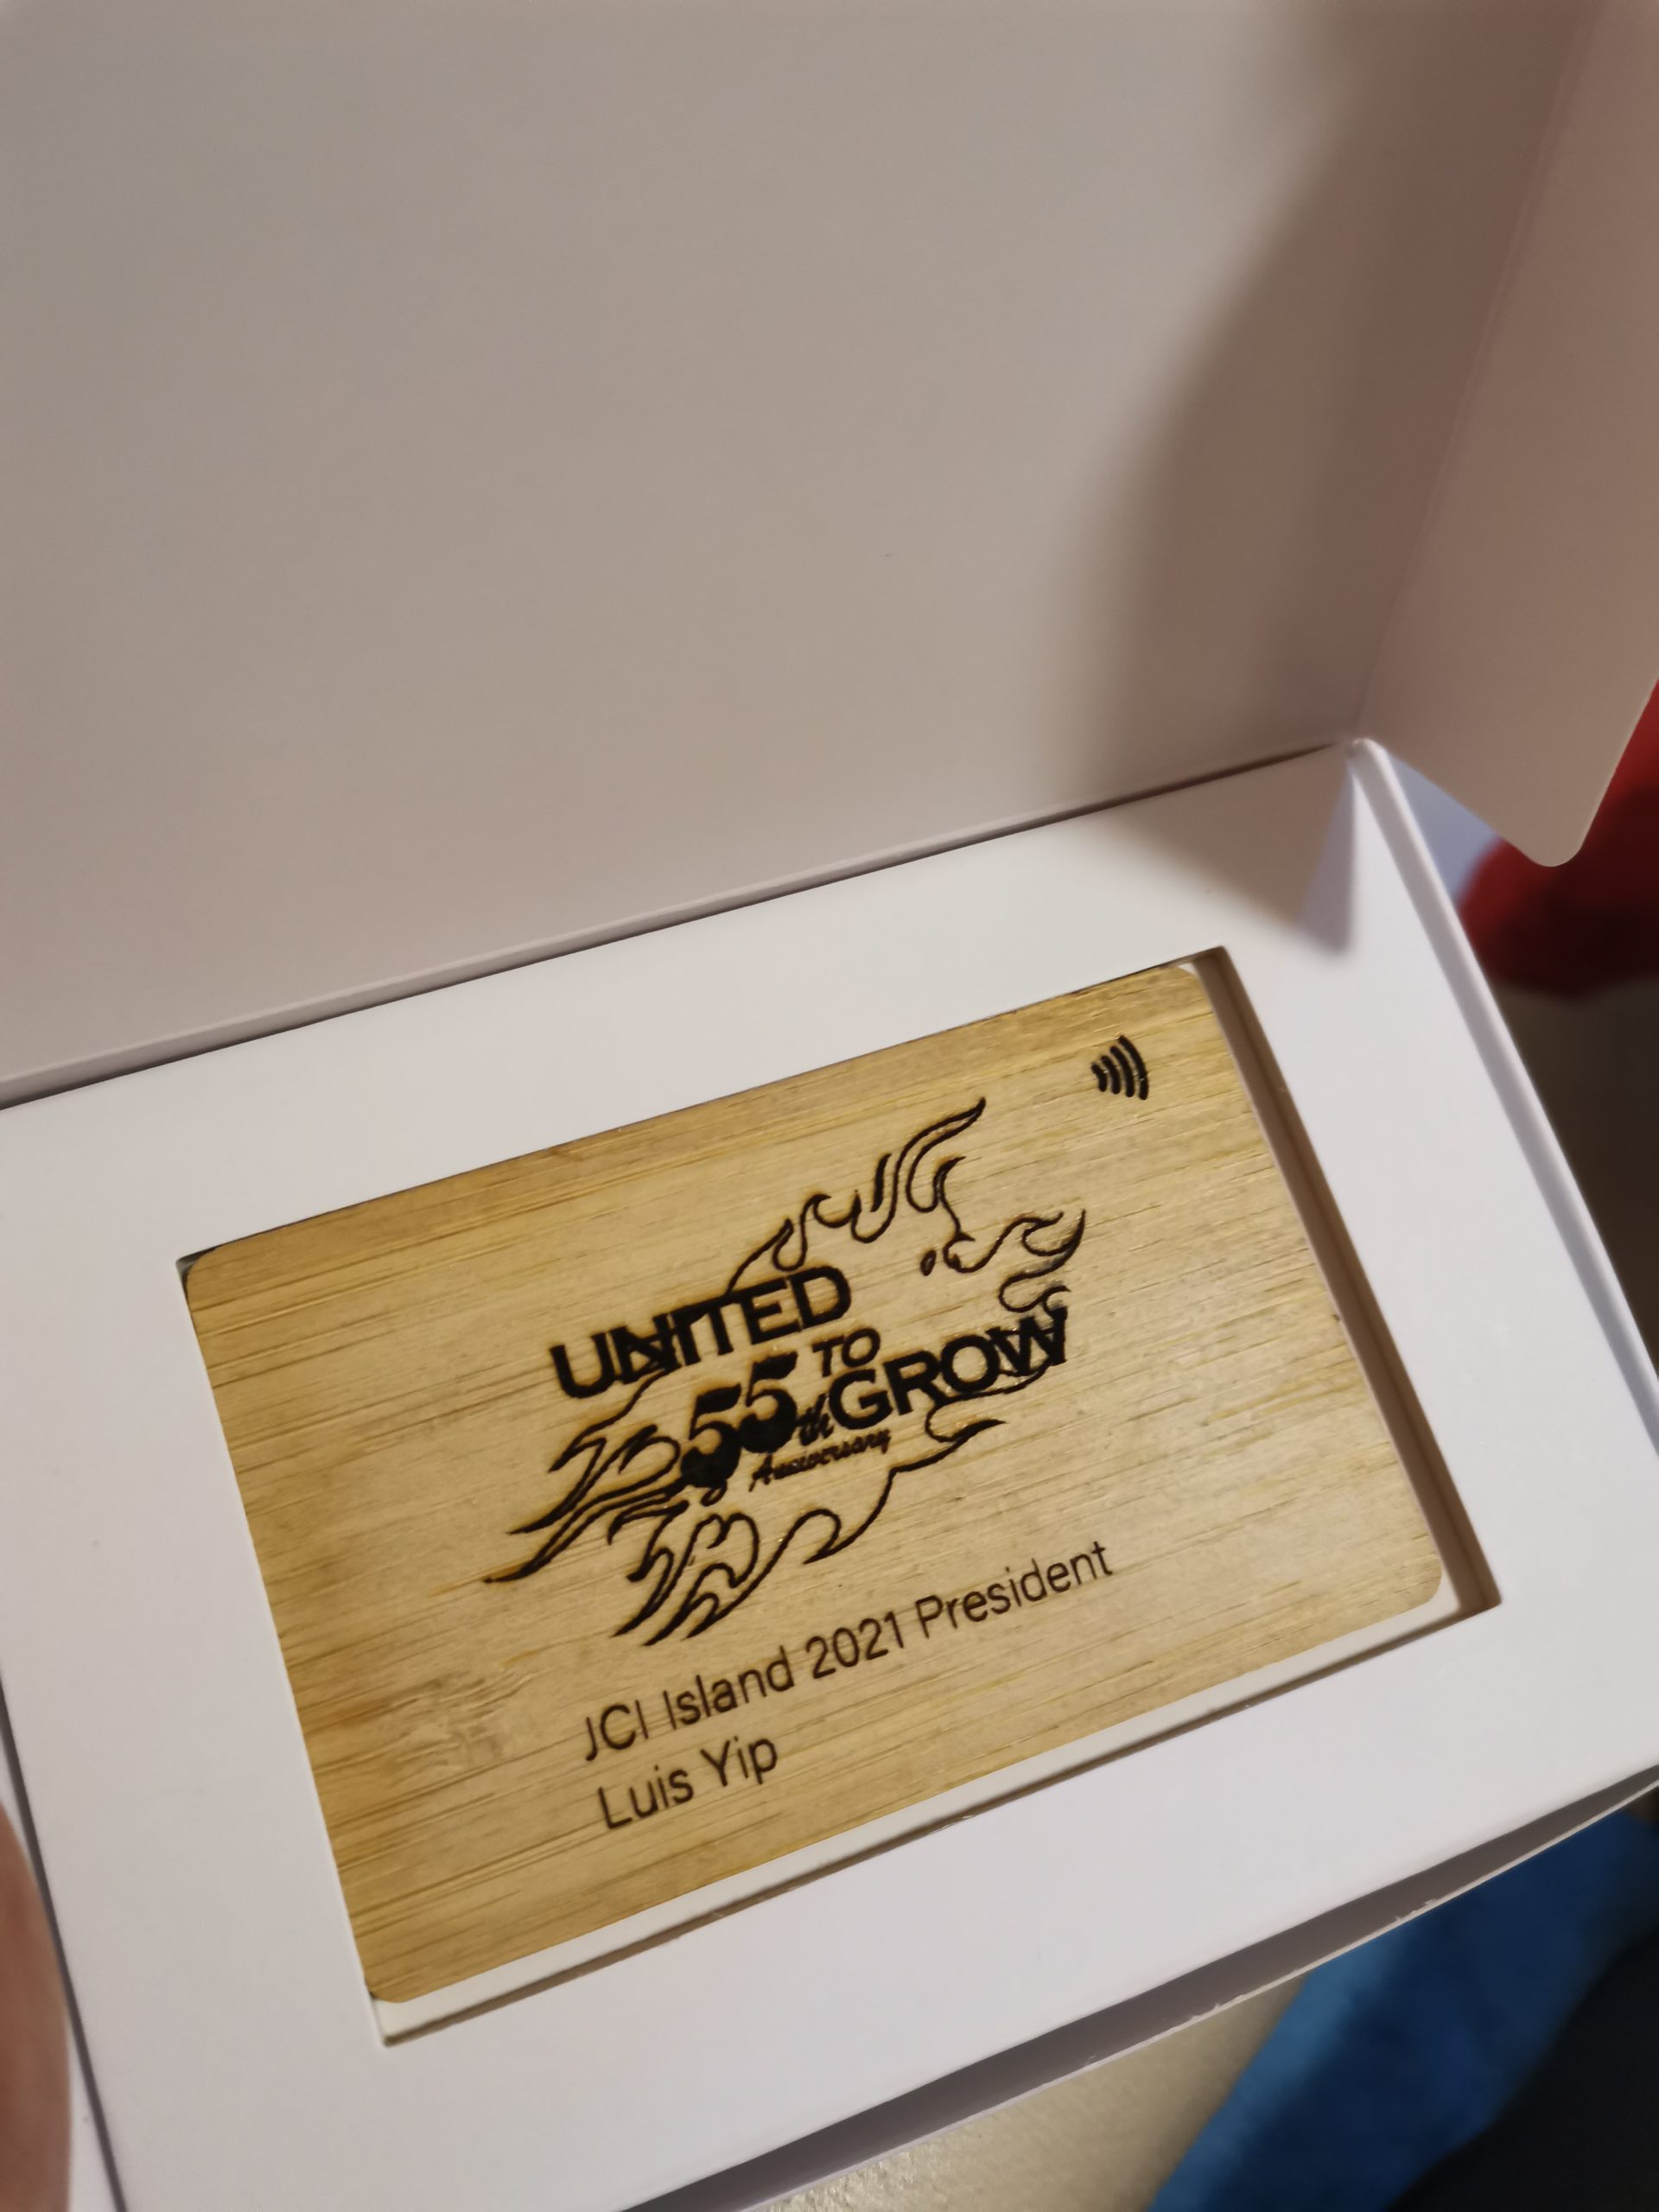 UNITED
55th TO GROW
Anniversary
JCI Island 2021 President
Luis Yip